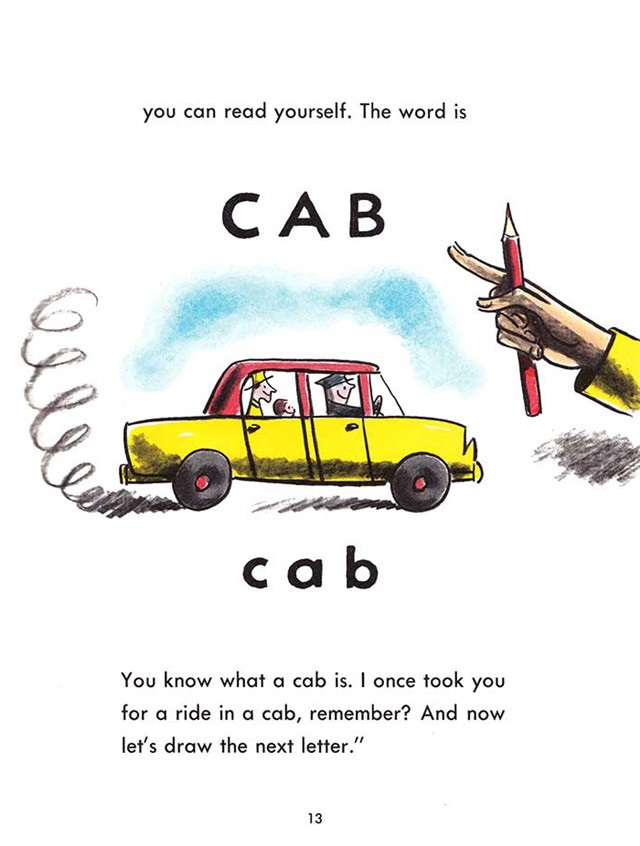 you can read yourself. The word is
CAB
cab
You know what a cab is. I once took you
for a ride in a cab, remember? And now
let's draw the next letter."
13